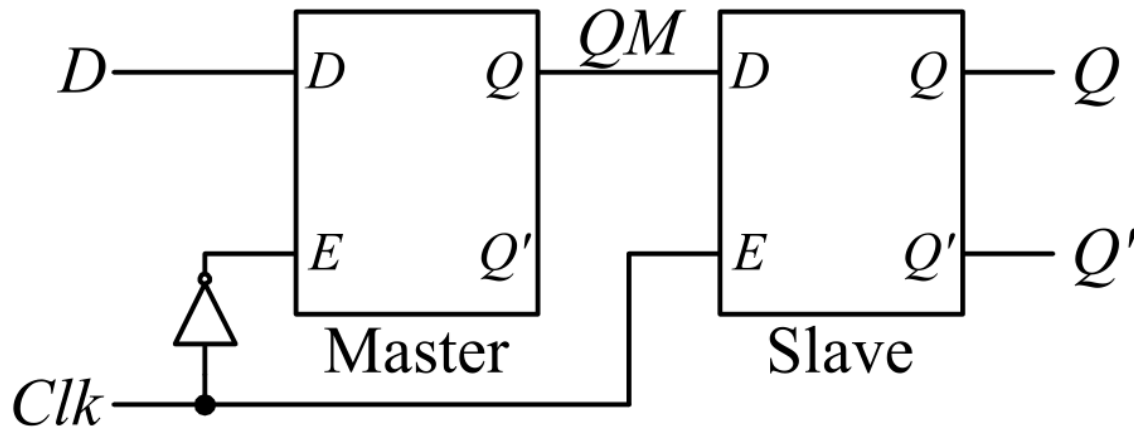 QM
D D Q D Q Q
E Q' E Q' Q'
Master Slave
Clk